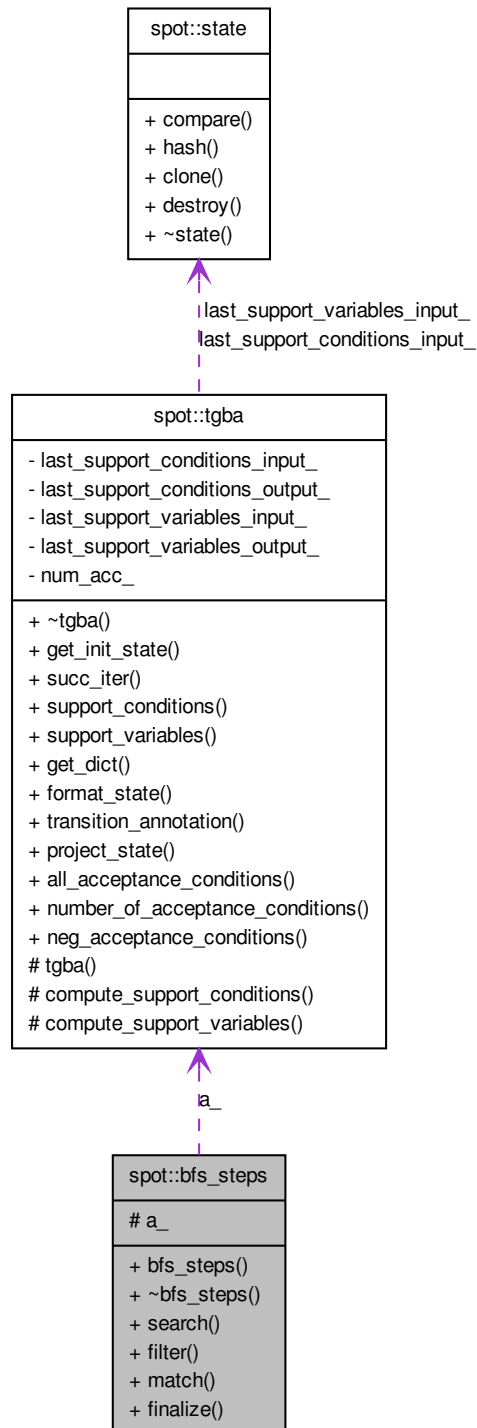 spot::state
+ compare()
+ hash()
+ clone()
+ destroy()
+ ~state()
last_support_variables_input_
last_support_conditions_input_
spot::tgba
- last_support_conditions_input_
- last_support_conditions_output_
- last_support_variables_input_
- last_support_variables_output_
- num_acc_
+ ~tgba()
+ get_init_state()
+ succ_iter()
+ support_conditions()
+ support_variables()
+ get_dict()
+ format_state()
+ transition_annotation()
+ project_state()
+ all_acceptance_conditions()
+ number_of_acceptance_conditions()
+ neg_acceptance_conditions()
# tgba()
# compute_support_conditions()
# compute_support_variables()
a_
spot::bfs_steps
# a_
+ bfs_steps()
+ ~bfs_steps()
+ search()
+ filter()
+ match()
+ finalize()